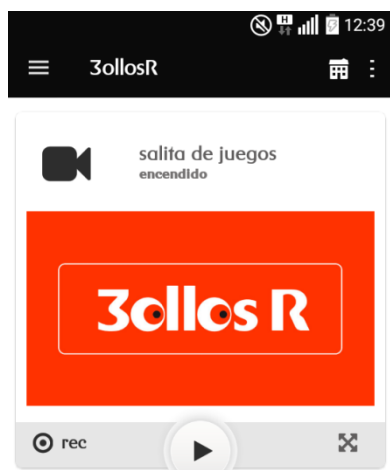 H 12:39
3ollosR
salita de juegos
encendido
3ollos R
rec